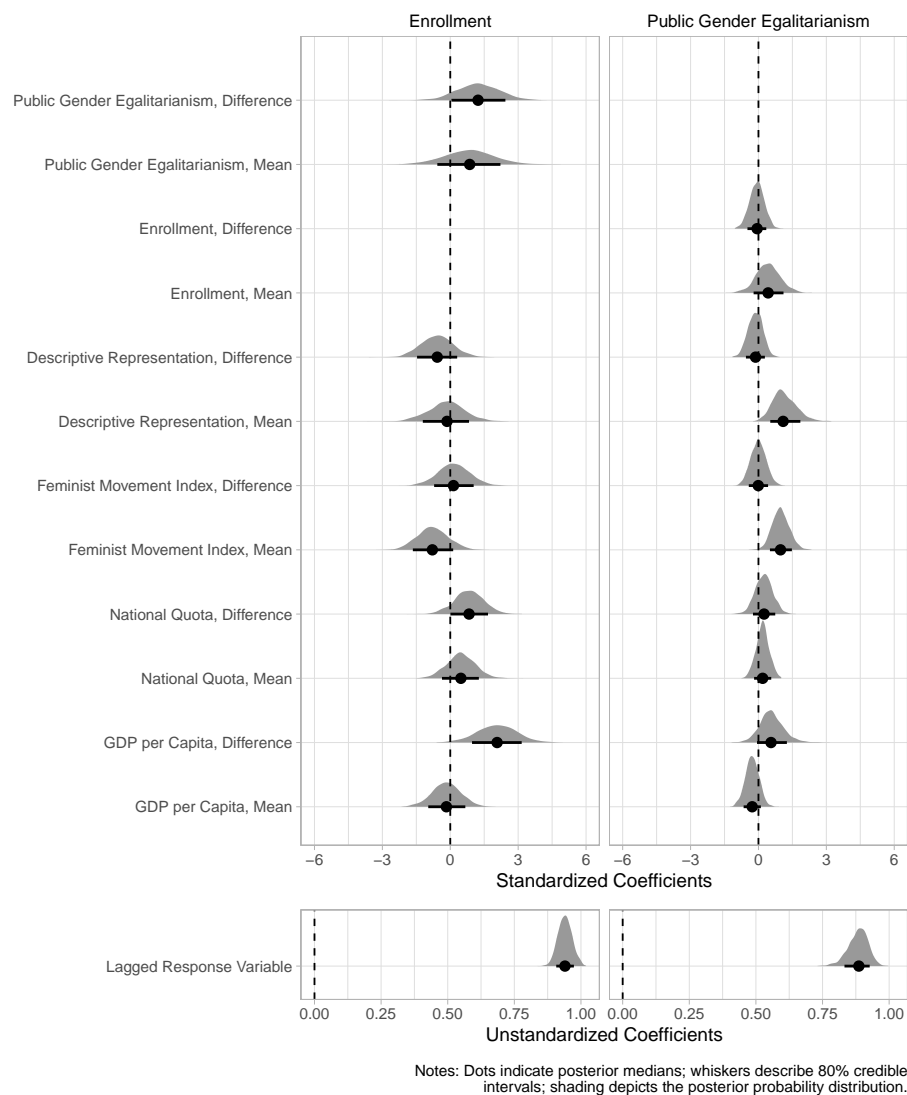 Enrollment
Public Gender Egalitarianism
Public Gender Egalitarianism, Difference
Public Gender Egalitarianism, Mean
Enrollment, Difference
Enrollment, Mean
Descriptive Representation, Difference
Descriptive Representation, Mean
Feminist Movement Index, Difference
Feminist Movement Index, Mean
National Quota, Difference
National Quota, Mean
GDP per Capita, Difference
GDP per Capita, Mean
−6 −3 0 3 6 −6 −3 0 3 6
Standardized Coefficients
Lagged Response Variable
0.00 0.25 0.50 0.75 1.00 0.00 0.25 0.50 0.75 1.00
Unstandardized Coefficients
Notes: Dots indicate posterior medians; whiskers describe 80% credible
intervals; shading depicts the posterior probability distribution.